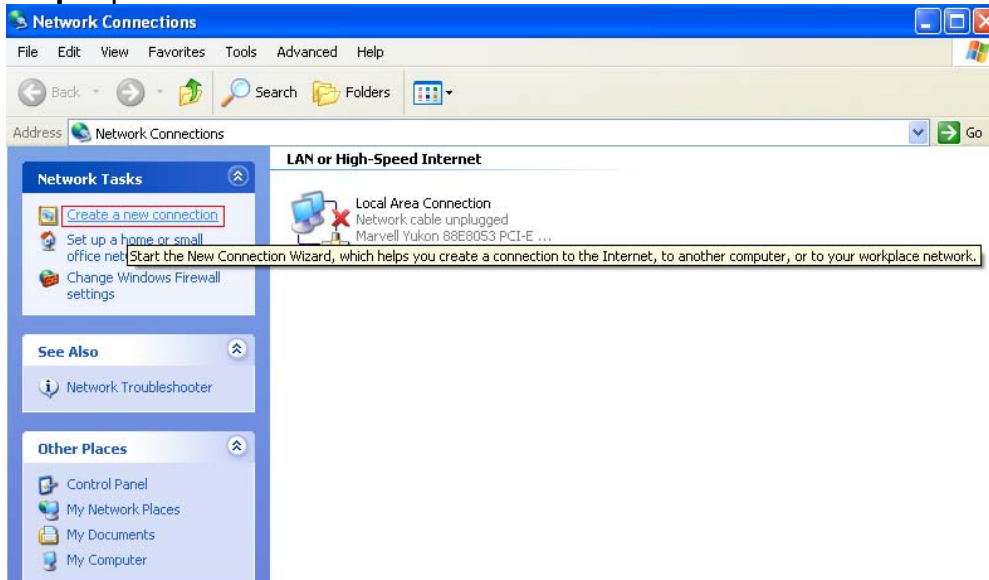 Network Connections
File Edit View Favorites Tools Advanced Help
Back Search Folders
Address Network Connections Go
LAN or High-Speed Internet
Network Tasks
Create a new connection
Set up a home or small
office net
Change Windows Firewall
settings
Local Area Connection
Network cable unplugged
Marvell Yukon 88E8053 PCI-E ...
Start the New Connection Wizard, which helps you create a connection to the Internet, to another computer, or to your workplace network.
See Also
Network Troubleshooter
Other Places
Control Panel
My Network Places
My Documents
My Computer